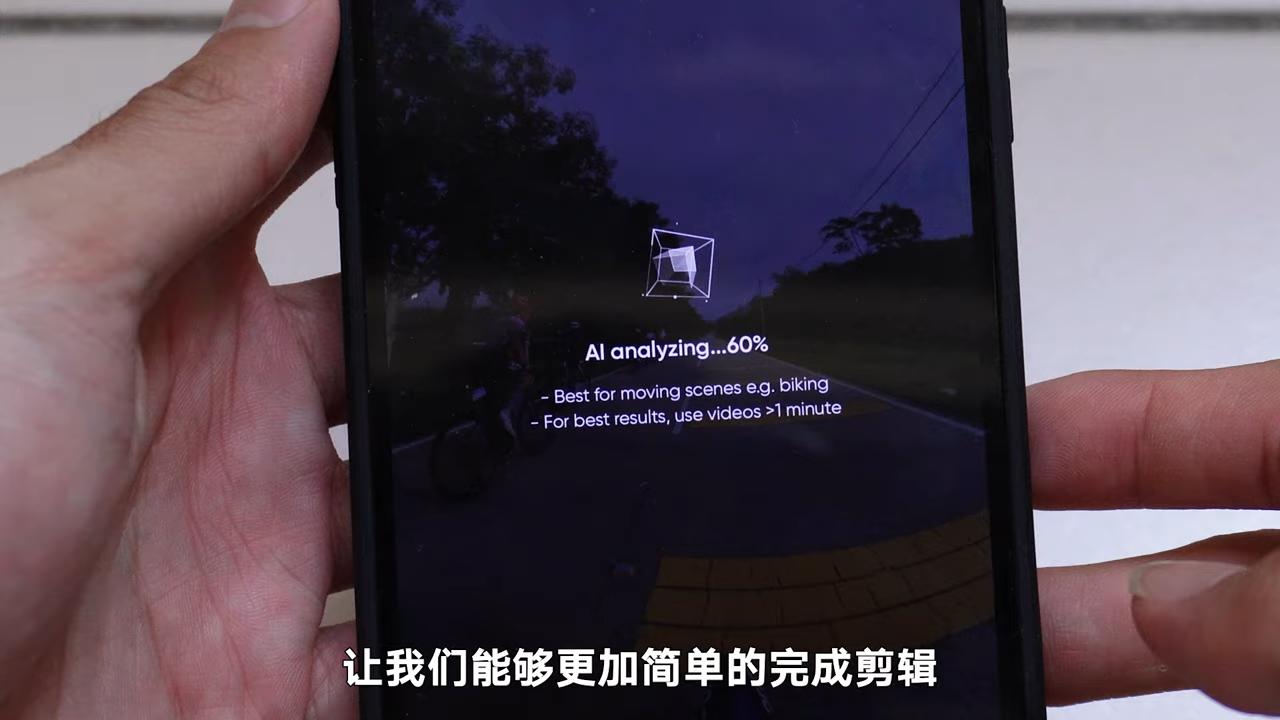 AI analyzing...60%
- Best for moving scenes e.g. biking
- For best results, use videos >1 minute
让我们能够更加简单的完成剪辑